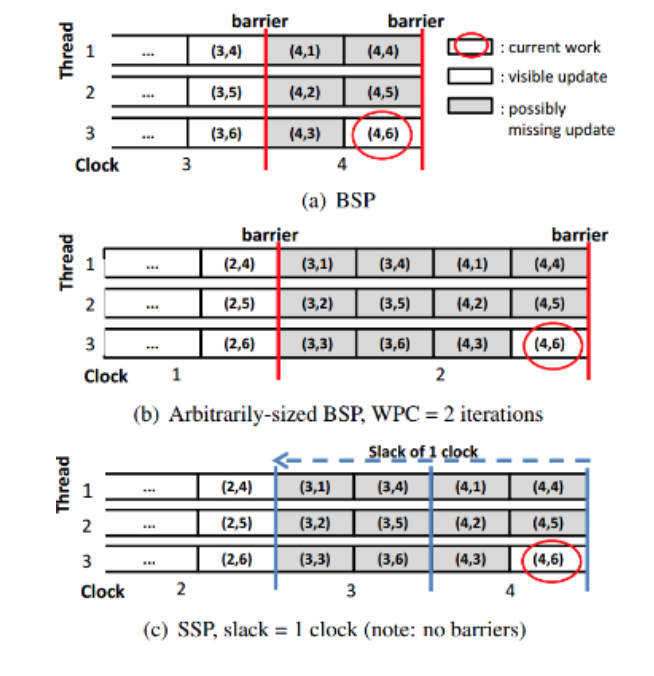 barrier barrier
Thread
1 ... (3,4) (4,1) (4,4)
2 ... (3,5) (4,2) (4,5)
3 ... (3,6) (4,3) (4,6)
Clock 3 4
: current work
: visible update
: possibly
missing update
(a) BSP
barrier barrier
Thread
1 ... (2,4) (3,1) (3,4) (4,1) (4,4)
2 ... (2,5) (3,2) (3,5) (4,2) (4,5)
3 ... (2,6) (3,3) (3,6) (4,3) (4,6)
Clock 1 2
(b) Arbitrarily-sized BSP, WPC = 2 iterations
Slack of 1 clock
Thread
1 ... (2,4) (3,1) (3,4) (4,1) (4,4)
2 ... (2,5) (3,2) (3,5) (4,2) (4,5)
3 ... (2,6) (3,3) (3,6) (4,3) (4,6)
Clock 2 3 4
(c) SSP, slack = 1 clock (note: no barriers)